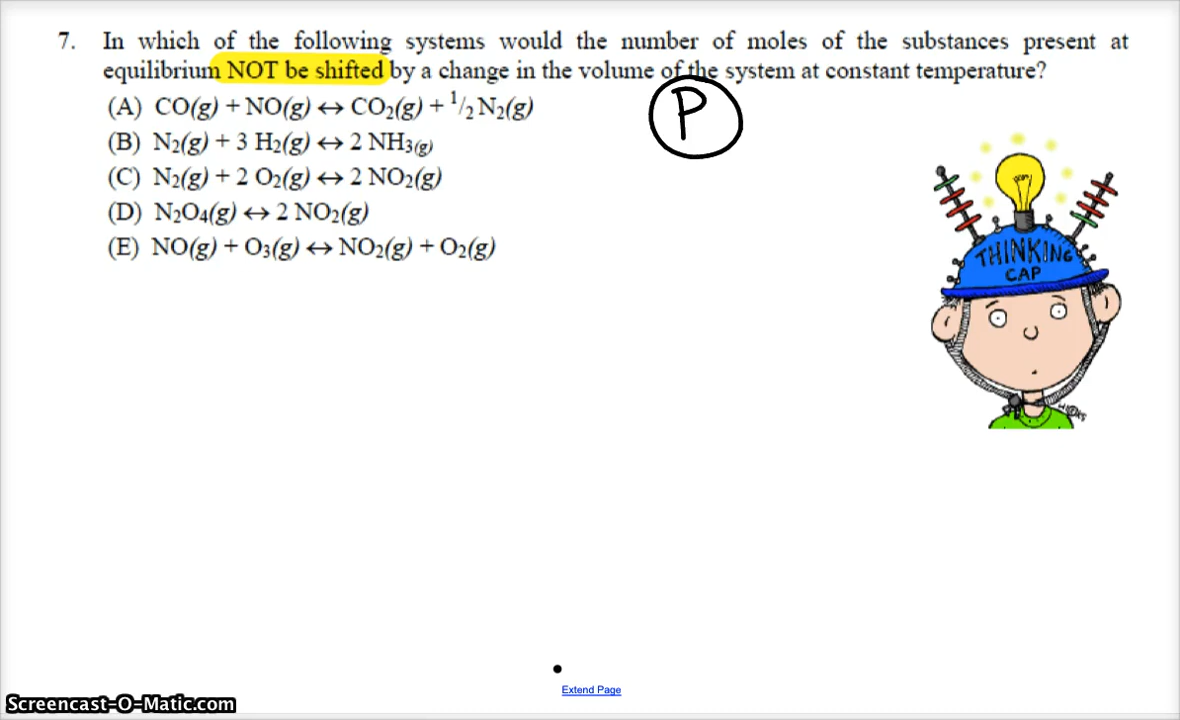 7. In which of the following systems would the number of moles of the substances present at
equilibrium NOT be shifted by a change in the volume of the system at constant temperature?
(A) CO(g) + NO(g) ↔ CO₂(g) + ¹/₂ N₂(g)
P
(B) N₂(g) + 3 H₂(g) ↔ 2 NH₃(g)
(C) N₂(g) + 2 O₂(g) ↔ 2 NO₂(g)
(D) N₂O₄(g) ↔ 2 NO₂(g)
(E) NO(g) + O₃(g) ↔ NO₂(g) + O₂(g)
THINKING
CAP
Extend Page
Screencast-O-Matic.com